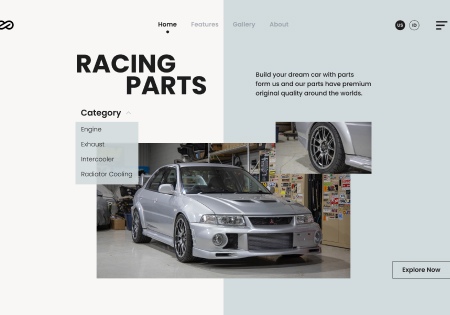 Home Features Gallery About
US ID
RACING
PARTS
Build your dream car with parts
form us and our parts have premium
original quality around the worlds.
Category
Engine
Exhaust
Intercooler
Radiator Cooling
Explore Now